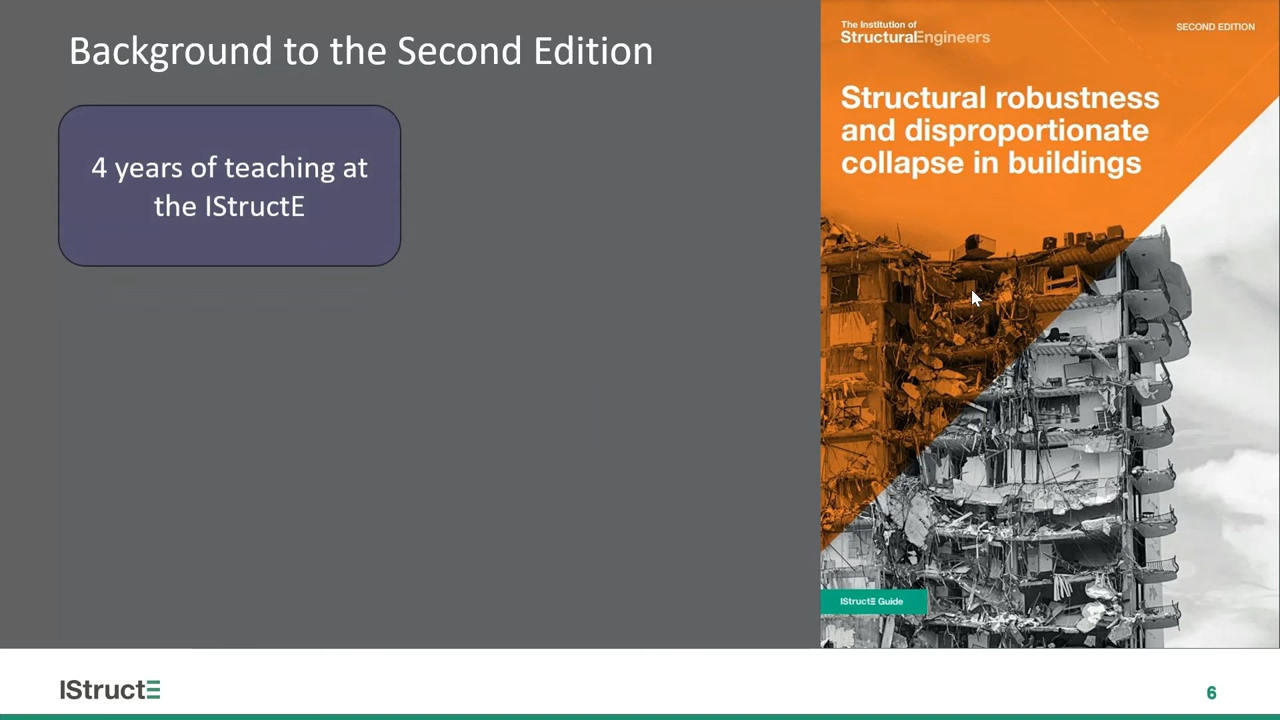 Background to the Second Edition
4 years of teaching at
the IStructE
The Institution of
StructuralEngineers
SECOND EDITION
Structural robustness
and disproportionate
collapse in buildings
IStructE Guide
IStructE
6